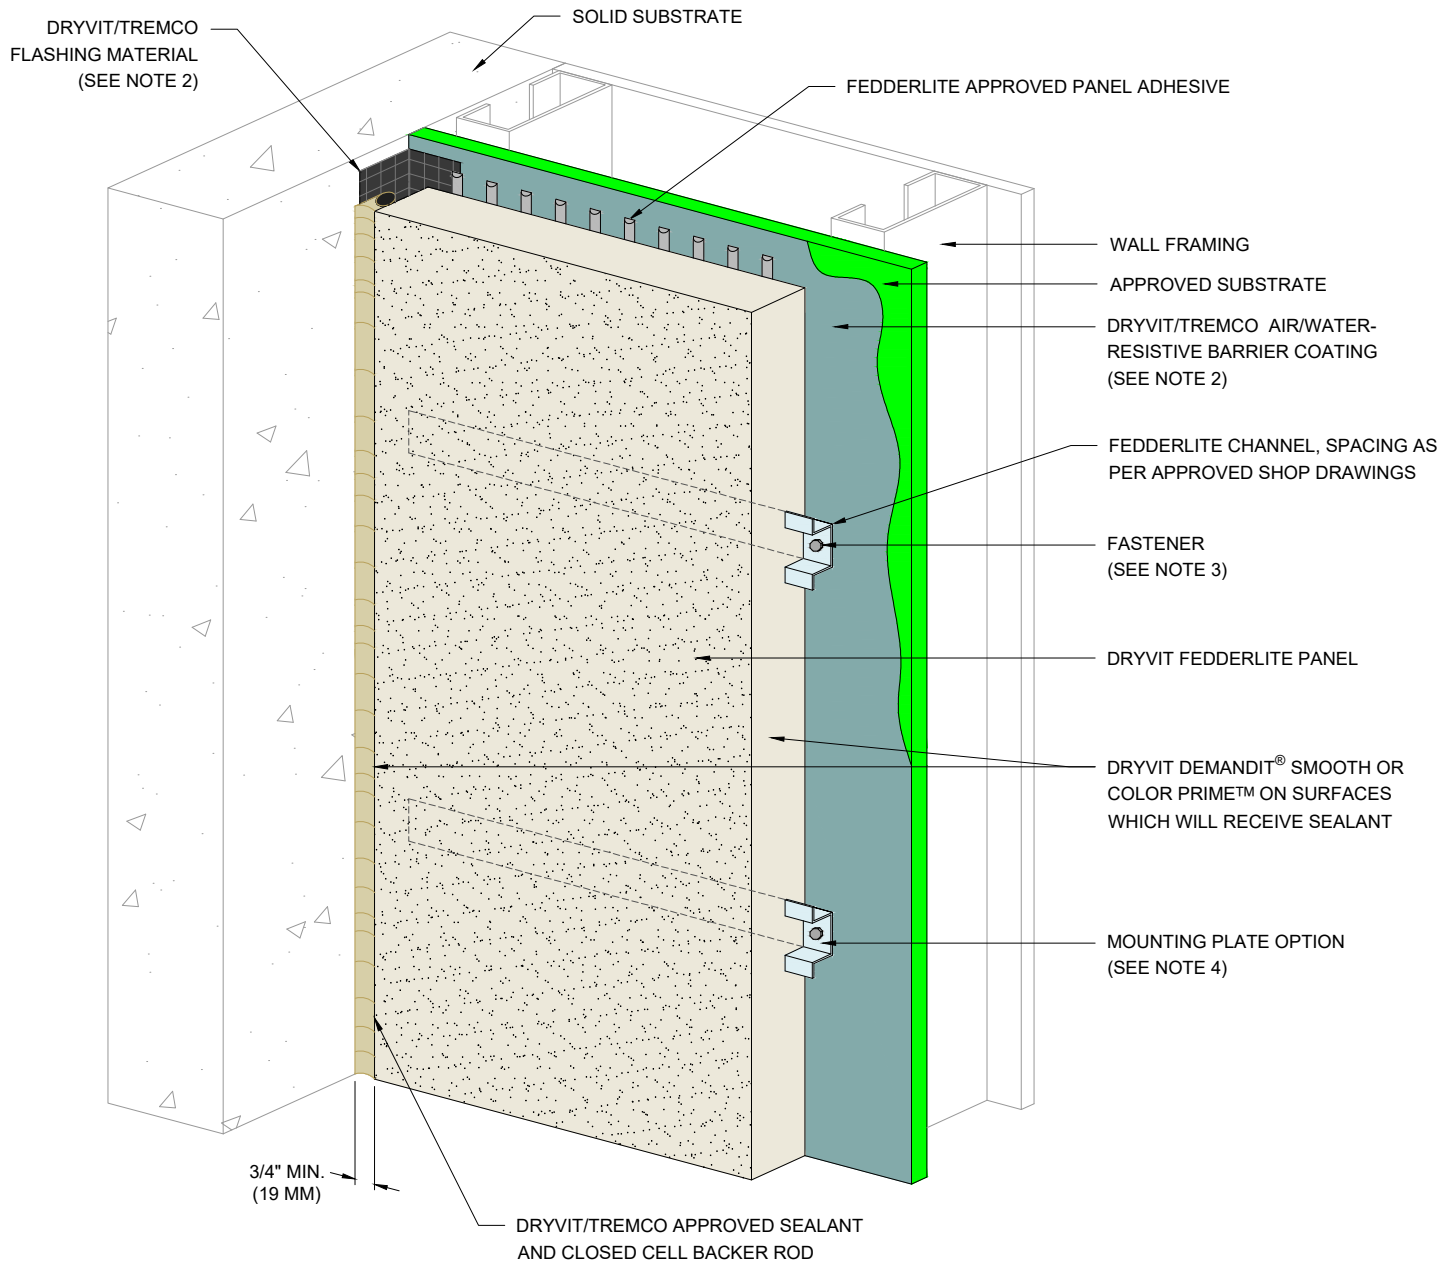 SOLID SUBSTRATE
DRYVIT/TREMCO
FLASHING MATERIAL
(SEE NOTE 2)
FEDDERLITE APPROVED PANEL ADHESIVE
WALL FRAMING
APPROVED SUBSTRATE
DRYVIT/TREMCO AIR/WATER-
RESISTIVE BARRIER COATING
(SEE NOTE 2)
FEDDERLITE CHANNEL, SPACING AS
PER APPROVED SHOP DRAWINGS
FASTENER
(SEE NOTE 3)
DRYVIT FEDDERLITE PANEL
DRYVIT DEMANDIT® SMOOTH OR
COLOR PRIME™ ON SURFACES
WHICH WILL RECEIVE SEALANT
MOUNTING PLATE OPTION
(SEE NOTE 4)
3/4" MIN.
(19 MM)
DRYVIT/TREMCO APPROVED SEALANT
AND CLOSED CELL BACKER ROD